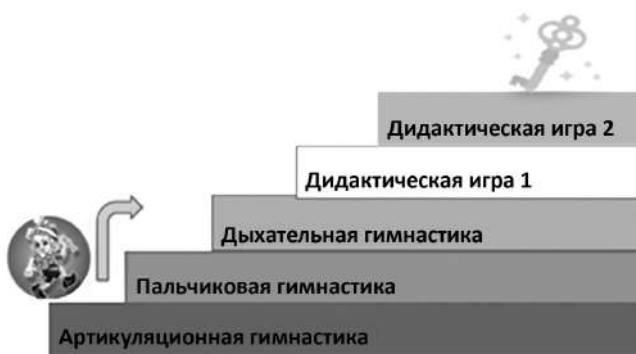 Дидактическая игра 2
Дидактическая игра 1
Дыхательная гимнастика
Пальчиковая гимнастика
Артикуляционная гимнастика